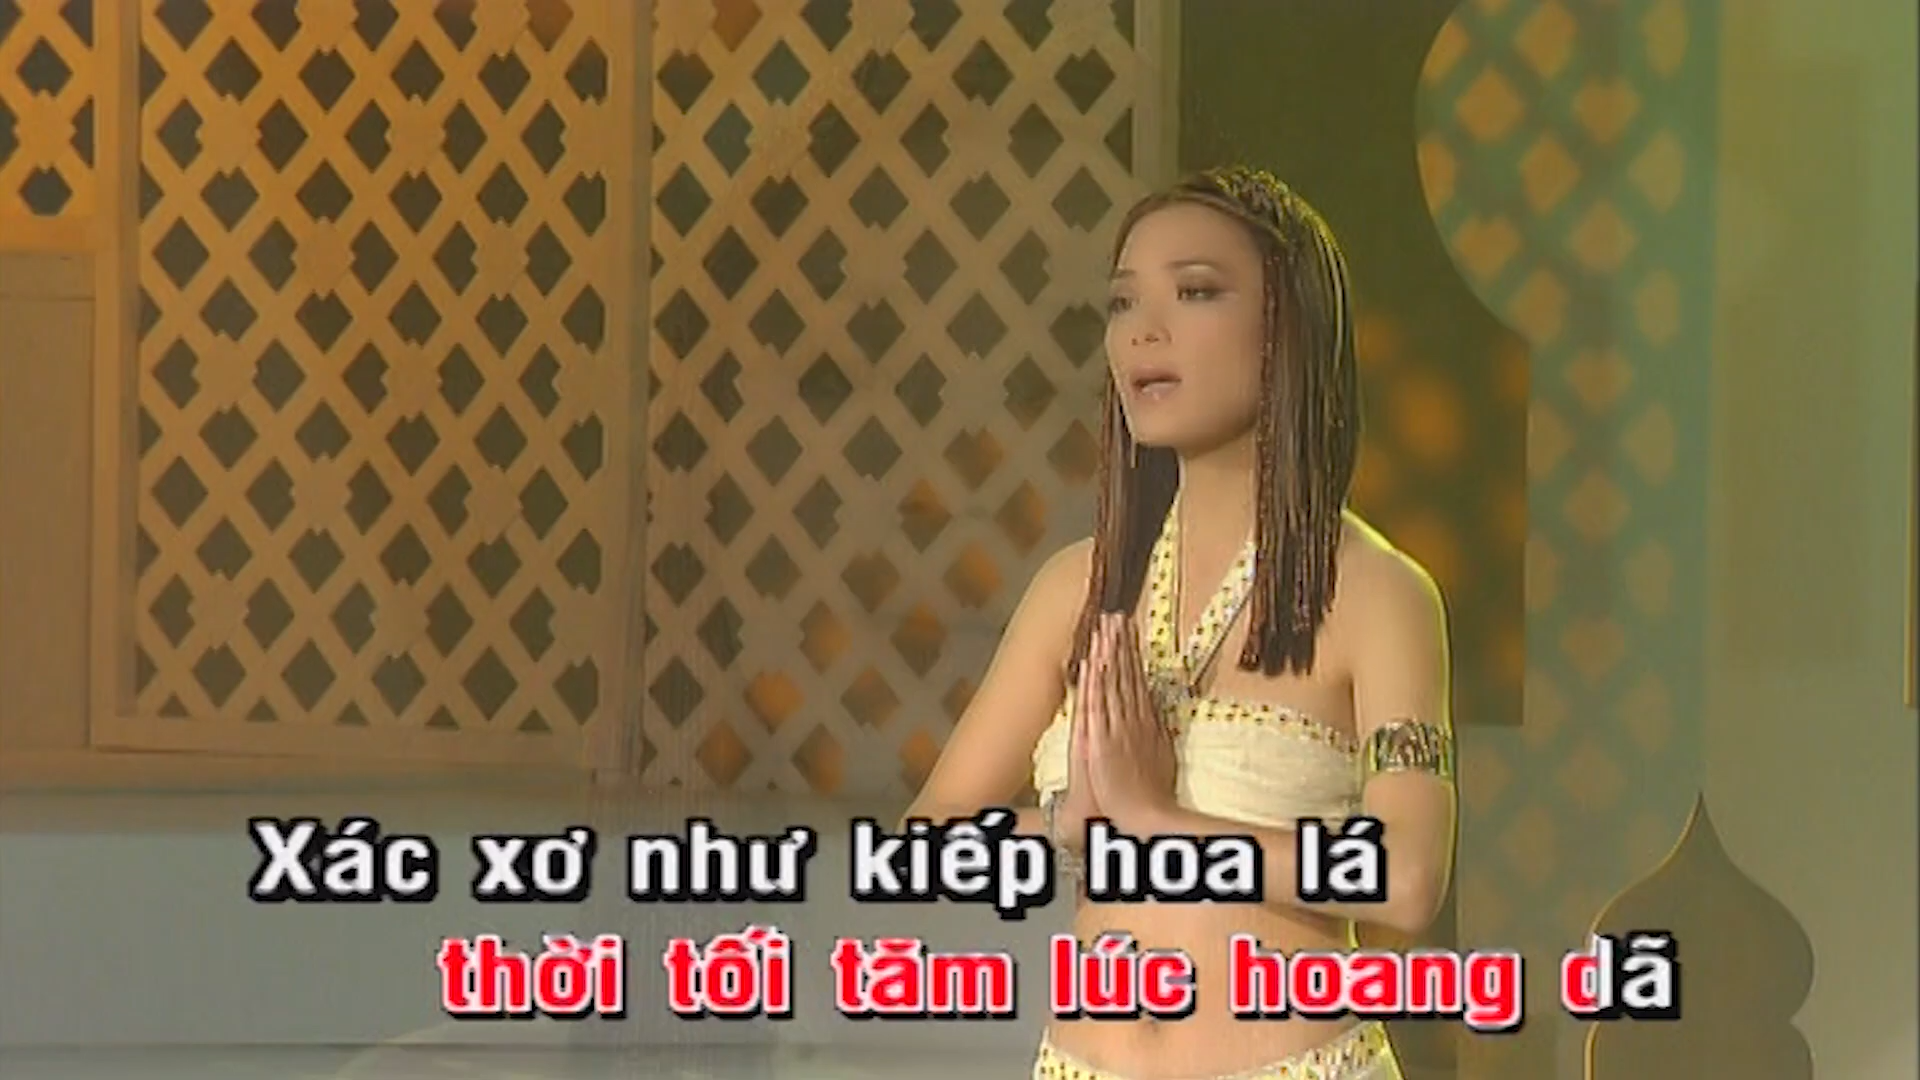 Xác xơ như kiếp hoa lá
thời tối tăm lúc hoang dã